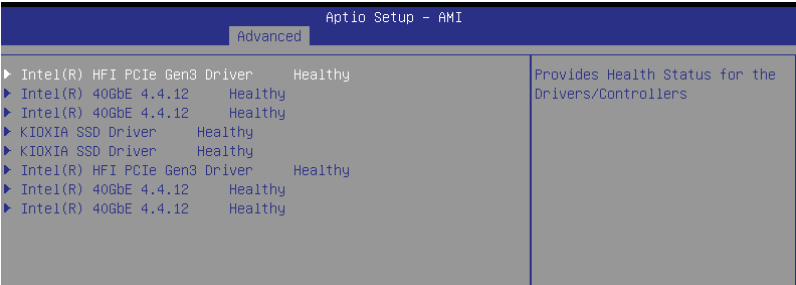 Aptio Setup – AMI
Advanced
Intel(R) HFI PCIe Gen3 Driver Healthy
Intel(R) 40GbE 4.4.12 Healthy
Intel(R) 40GbE 4.4.12 Healthy
KIOXIA SSD Driver Healthy
KIOXIA SSD Driver Healthy
Intel(R) HFI PCIe Gen3 Driver Healthy
Intel(R) 40GbE 4.4.12 Healthy
Intel(R) 40GbE 4.4.12 Healthy
Provides Health Status for the
Drivers/Controllers